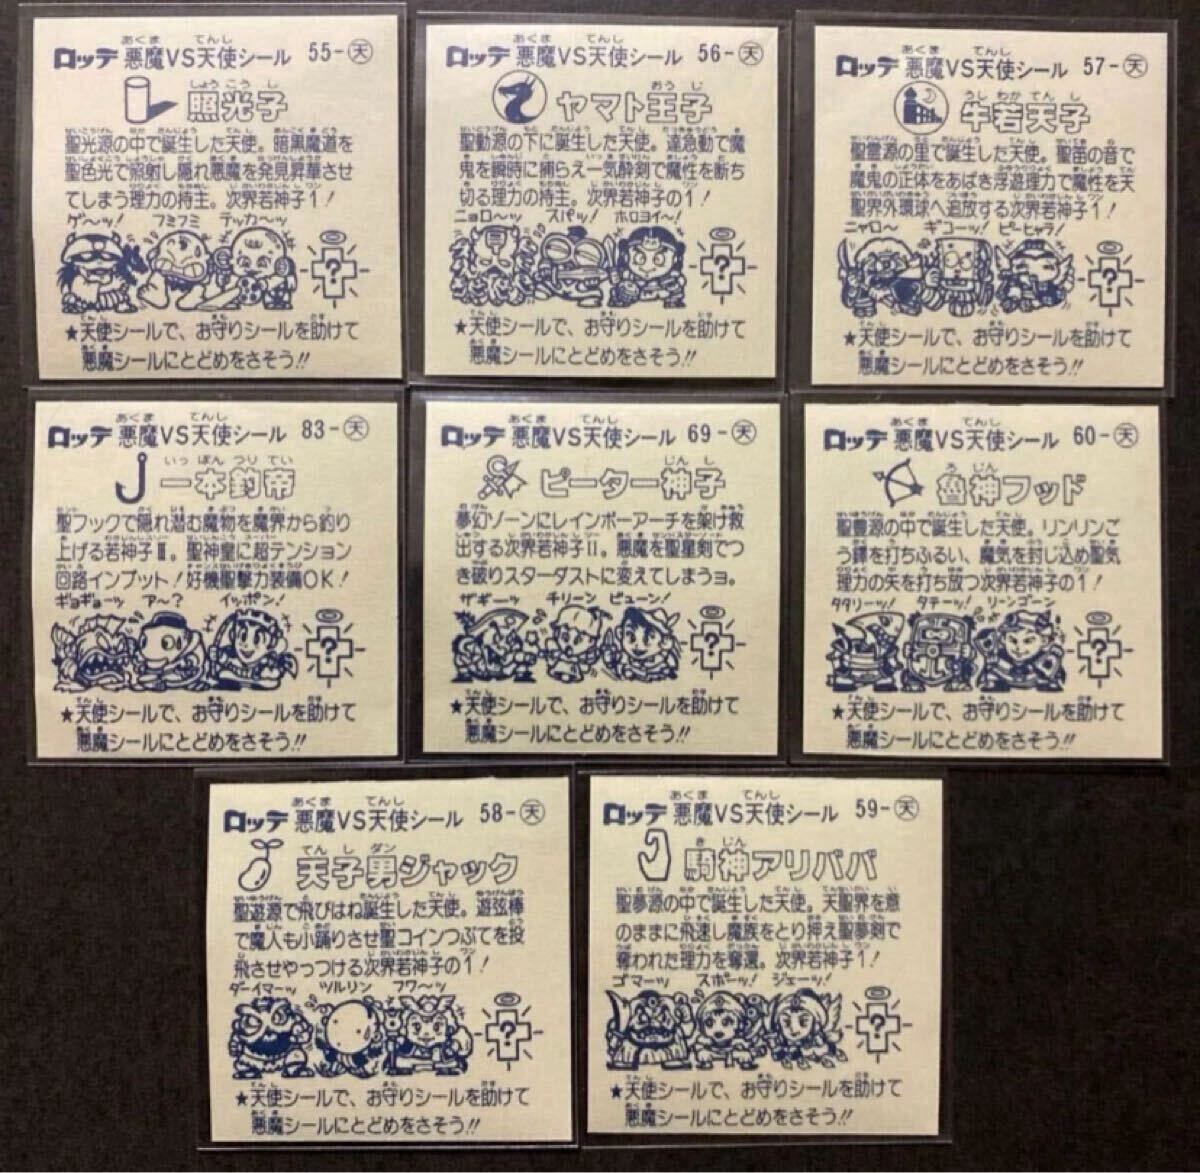 ロッテ 悪魔VS天使シール 55-天
照光子
聖光源の中で誕生した天使。暗黒魔道を
聖色光で照射し隠れ悪魔を発見昇華させ
てしまう理力の持主。次界若神子1!
ゲ〜ッ! フミフミ テッカ〜ッ
?
★天使シールで、お守りシールを助けて
悪魔シールにとどめをさそう!!
ロッテ 悪魔VS天使シール 56-天
ヤマト王子
聖動源の下に誕生した天使。達急動で魔
鬼を瞬時に捕らえ一気酔剣で魔性を断ち
切る理力の持主。次界若神子の1!
ニョロ〜ッ スパッ! ホロヨイ〜!
?
★天使シールで、お守りシールを助けて
悪魔シールにとどめをさそう!!
ロッテ 悪魔VS天使シール 57-天
牛若天子
聖霊源の里で誕生した天使。聖笛の音で
魔鬼の正体をあばき浮遊理力で魔性を天
聖界外環球へ追放する次界若神子1!
ニャロ〜 ギコーッ! ピーヒャラ!
?
★天使シールで、お守りシールを助けて
悪魔シールにとどめをさそう!!
ロッテ 悪魔VS天使シール 83-天
一本釣帝
聖フックで隠れ潜む魔物を魔界から釣り
上げる若神子III。聖神皇に超テンション
回路インプット!好機聖撃力装備OK!
ギョギョーッ ア〜? イッポン!
?
★天使シールで、お守りシールを助けて
悪魔シールにとどめをさそう!!
ロッテ 悪魔VS天使シール 69-天
ピーター神子
夢幻ゾーンにレインボーアーチを架け救
出する次界若神子II。悪魔を聖星剣でつ
き破りスターダストに変えてしまうヨ。
ザギーッ チリーン ビューン!
?
★天使シールで、お守りシールを助けて
悪魔シールにとどめをさそう!!
ロッテ 悪魔VS天使シール 60-天
魯神フッド
聖豊源の中で誕生した天使。リンリンご
う鐸を打ちふるい、魔気を封じ込め聖気
理力の矢を打ち放つ次界若神子の1!
タタリーッ! タテーッ! リーンゴーン
?
★天使シールで、お守りシールを助けて
悪魔シールにとどめをさそう!!
ロッテ 悪魔VS天使シール 58-天
天子男ジャック
聖遊源で飛びはね誕生した天使。遊弦棒
で魔人も小踊りさせ聖コインつぶてを投
飛させやっつける次界若神子の1!
ダーイマーッ ツルリン フワ〜ッ
?
★天使シールで、お守りシールを助けて
悪魔シールにとどめをさそう!!
ロッテ 悪魔VS天使シール 59-天
騎神アリババ
聖夢源の中で誕生した天使。天聖界を意
のままに飛速し魔族をとり押え聖夢剣で
奪われた理力を奪還。次界若神子1!
ゴマーッ スポーッ! ジェーッ!
?
★天使シールで、お守りシールを助けて
悪魔シールにとどめをさそう!!